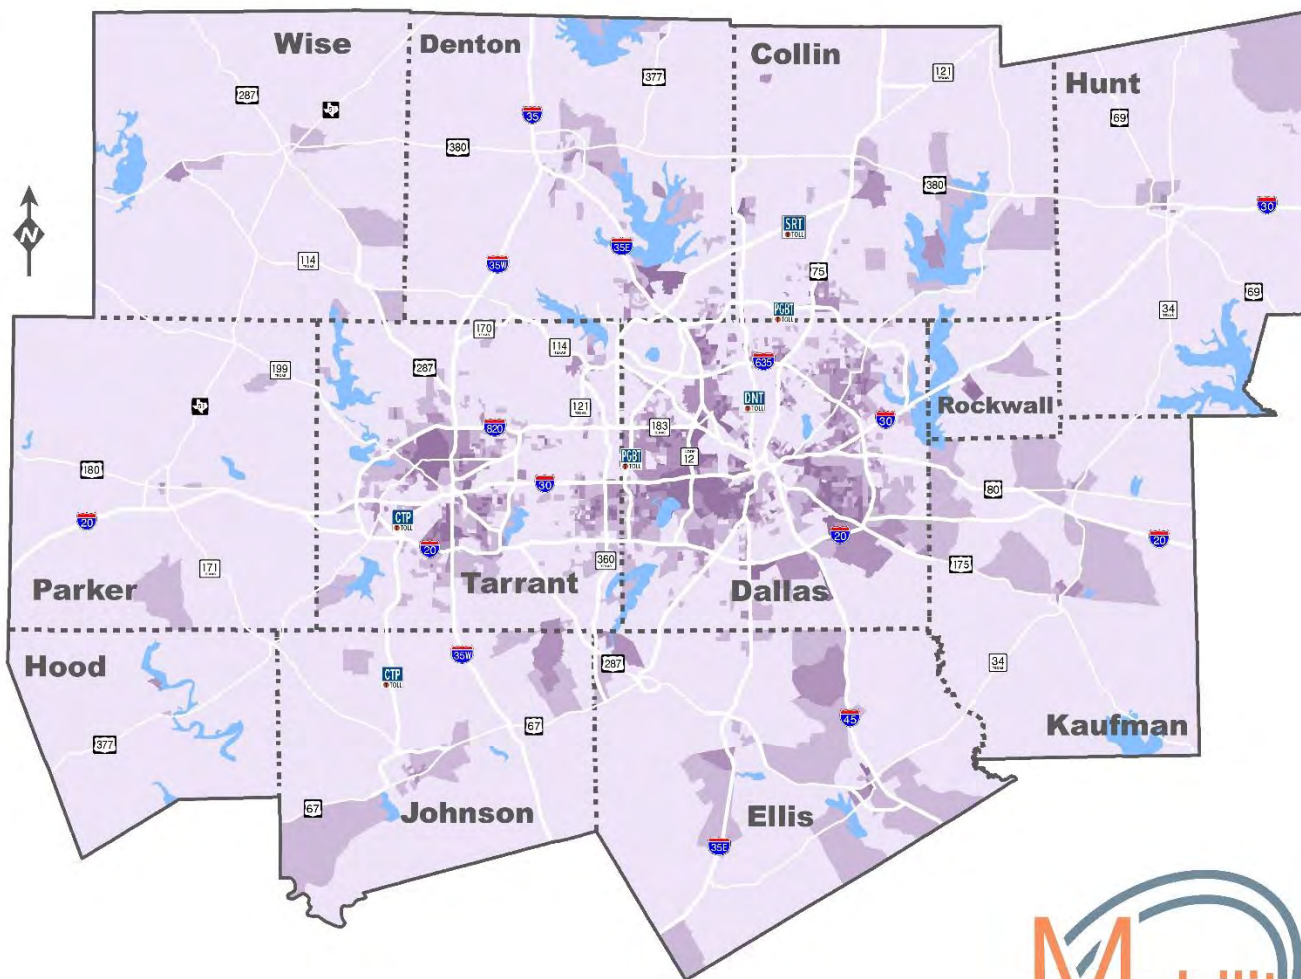 Wise
Denton
Collin
Hunt
287
377
121
35
69
380
380
30
SRT
TOLL
35E
114
35W
75
69
34
PGBT
TOLL
170
114
199
287
635
DNT
TOLL
121
Rockwall
820
183
30
12
PGBT
TOLL
180
30
80
20
CTP
TOLL
20
20
20
360
175
171
Parker
Tarrant
Dallas
Hood
35W
287
34
CTP
TOLL
45
67
Kaufman
377
67
Johnson
Ellis
35E
N